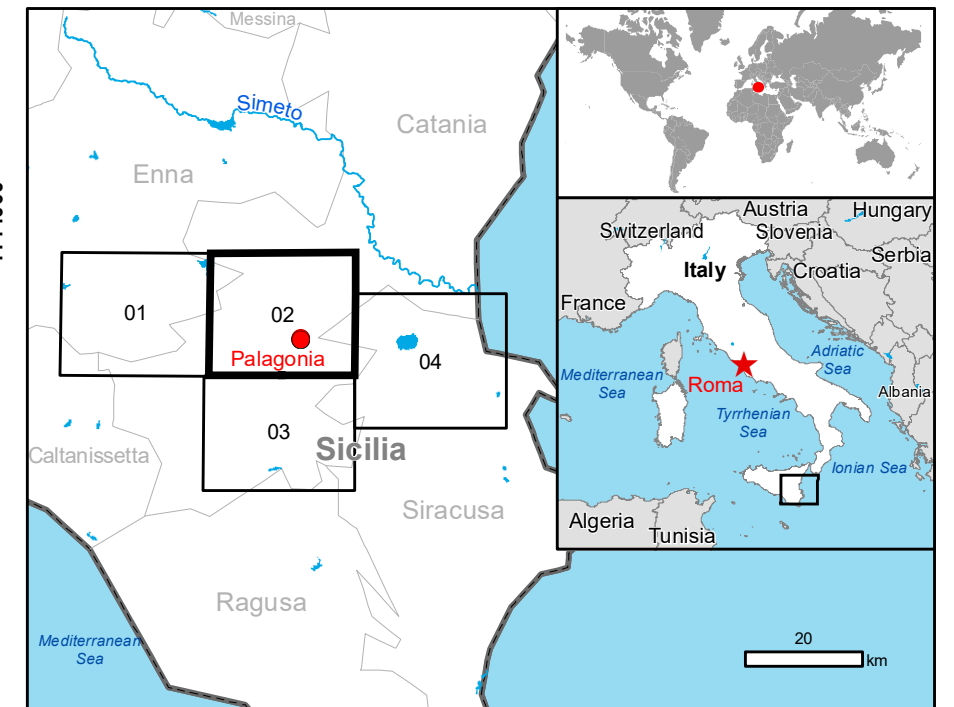 Messina
Simeto
Catania
Enna
01
02
Palagonia
04
03
Sicilia
Caltanissetta
Siracusa
Ragusa
Mediterranean
Sea
20
km
Austria
Hungary
Switzerland
Slovenia
Serbia
Italy
Croatia
France
Adriatic
Sea
Mediterranean
Sea
Roma
Albania
Tyrrhenian
Sea
Ionian Sea
Algeria
Tunisia